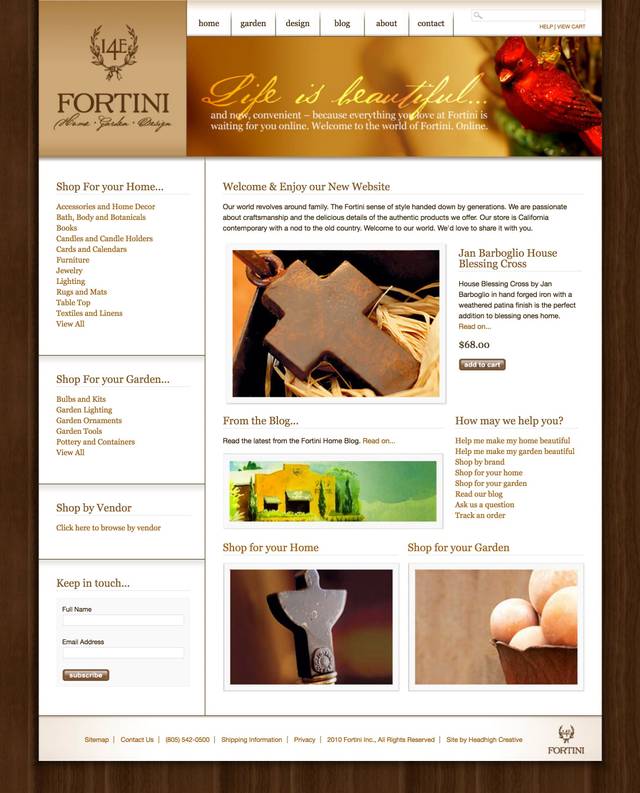 14E
FORTINI
Home · Garden · Design
home
garden
design
blog
about
contact
HELP | VIEW CART
Life is beautiful...
and now, convenient – because everything you love at Fortini is
waiting for you online. Welcome to the world of Fortini. Online.
Shop For your Home...
Accessories and Home Decor
Bath, Body and Botanicals
Books
Candles and Candle Holders
Cards and Calendars
Furniture
Jewelry
Lighting
Rugs and Mats
Table Top
Textiles and Linens
View All
Shop For your Garden...
Bulbs and Kits
Garden Lighting
Garden Ornaments
Garden Tools
Pottery and Containers
View All
Shop by Vendor
Click here to browse by vendor
Keep in touch...
Full Name
Email Address
subscribe
Welcome & Enjoy our New Website
Our world revolves around family. The Fortini sense of style handed down by generations. We are passionate
about craftsmanship and the delicious details of the authentic products we offer. Our store is California
contemporary with a nod to the old country. Welcome to our world. We'd love to share it with you.
Jan Barboglio House
Blessing Cross
House Blessing Cross by Jan
Barboglio in hand forged iron with a
weathered patina finish is the perfect
addition to blessing ones home.
Read on...
$68.00
add to cart
From the Blog...
Read the latest from the Fortini Home Blog. Read on...
How may we help you?
Help me make my home beautiful
Help me make my garden beautiful
Shop by brand
Shop for your home
Shop for your garden
Read our blog
Ask us a question
Track an order
Shop for your Home
Shop for your Garden
Sitemap | Contact Us | (805) 542-0500 | Shipping Information | Privacy | 2010 Fortini Inc., All Rights Reserved | Site by Headhigh Creative
FORTINI